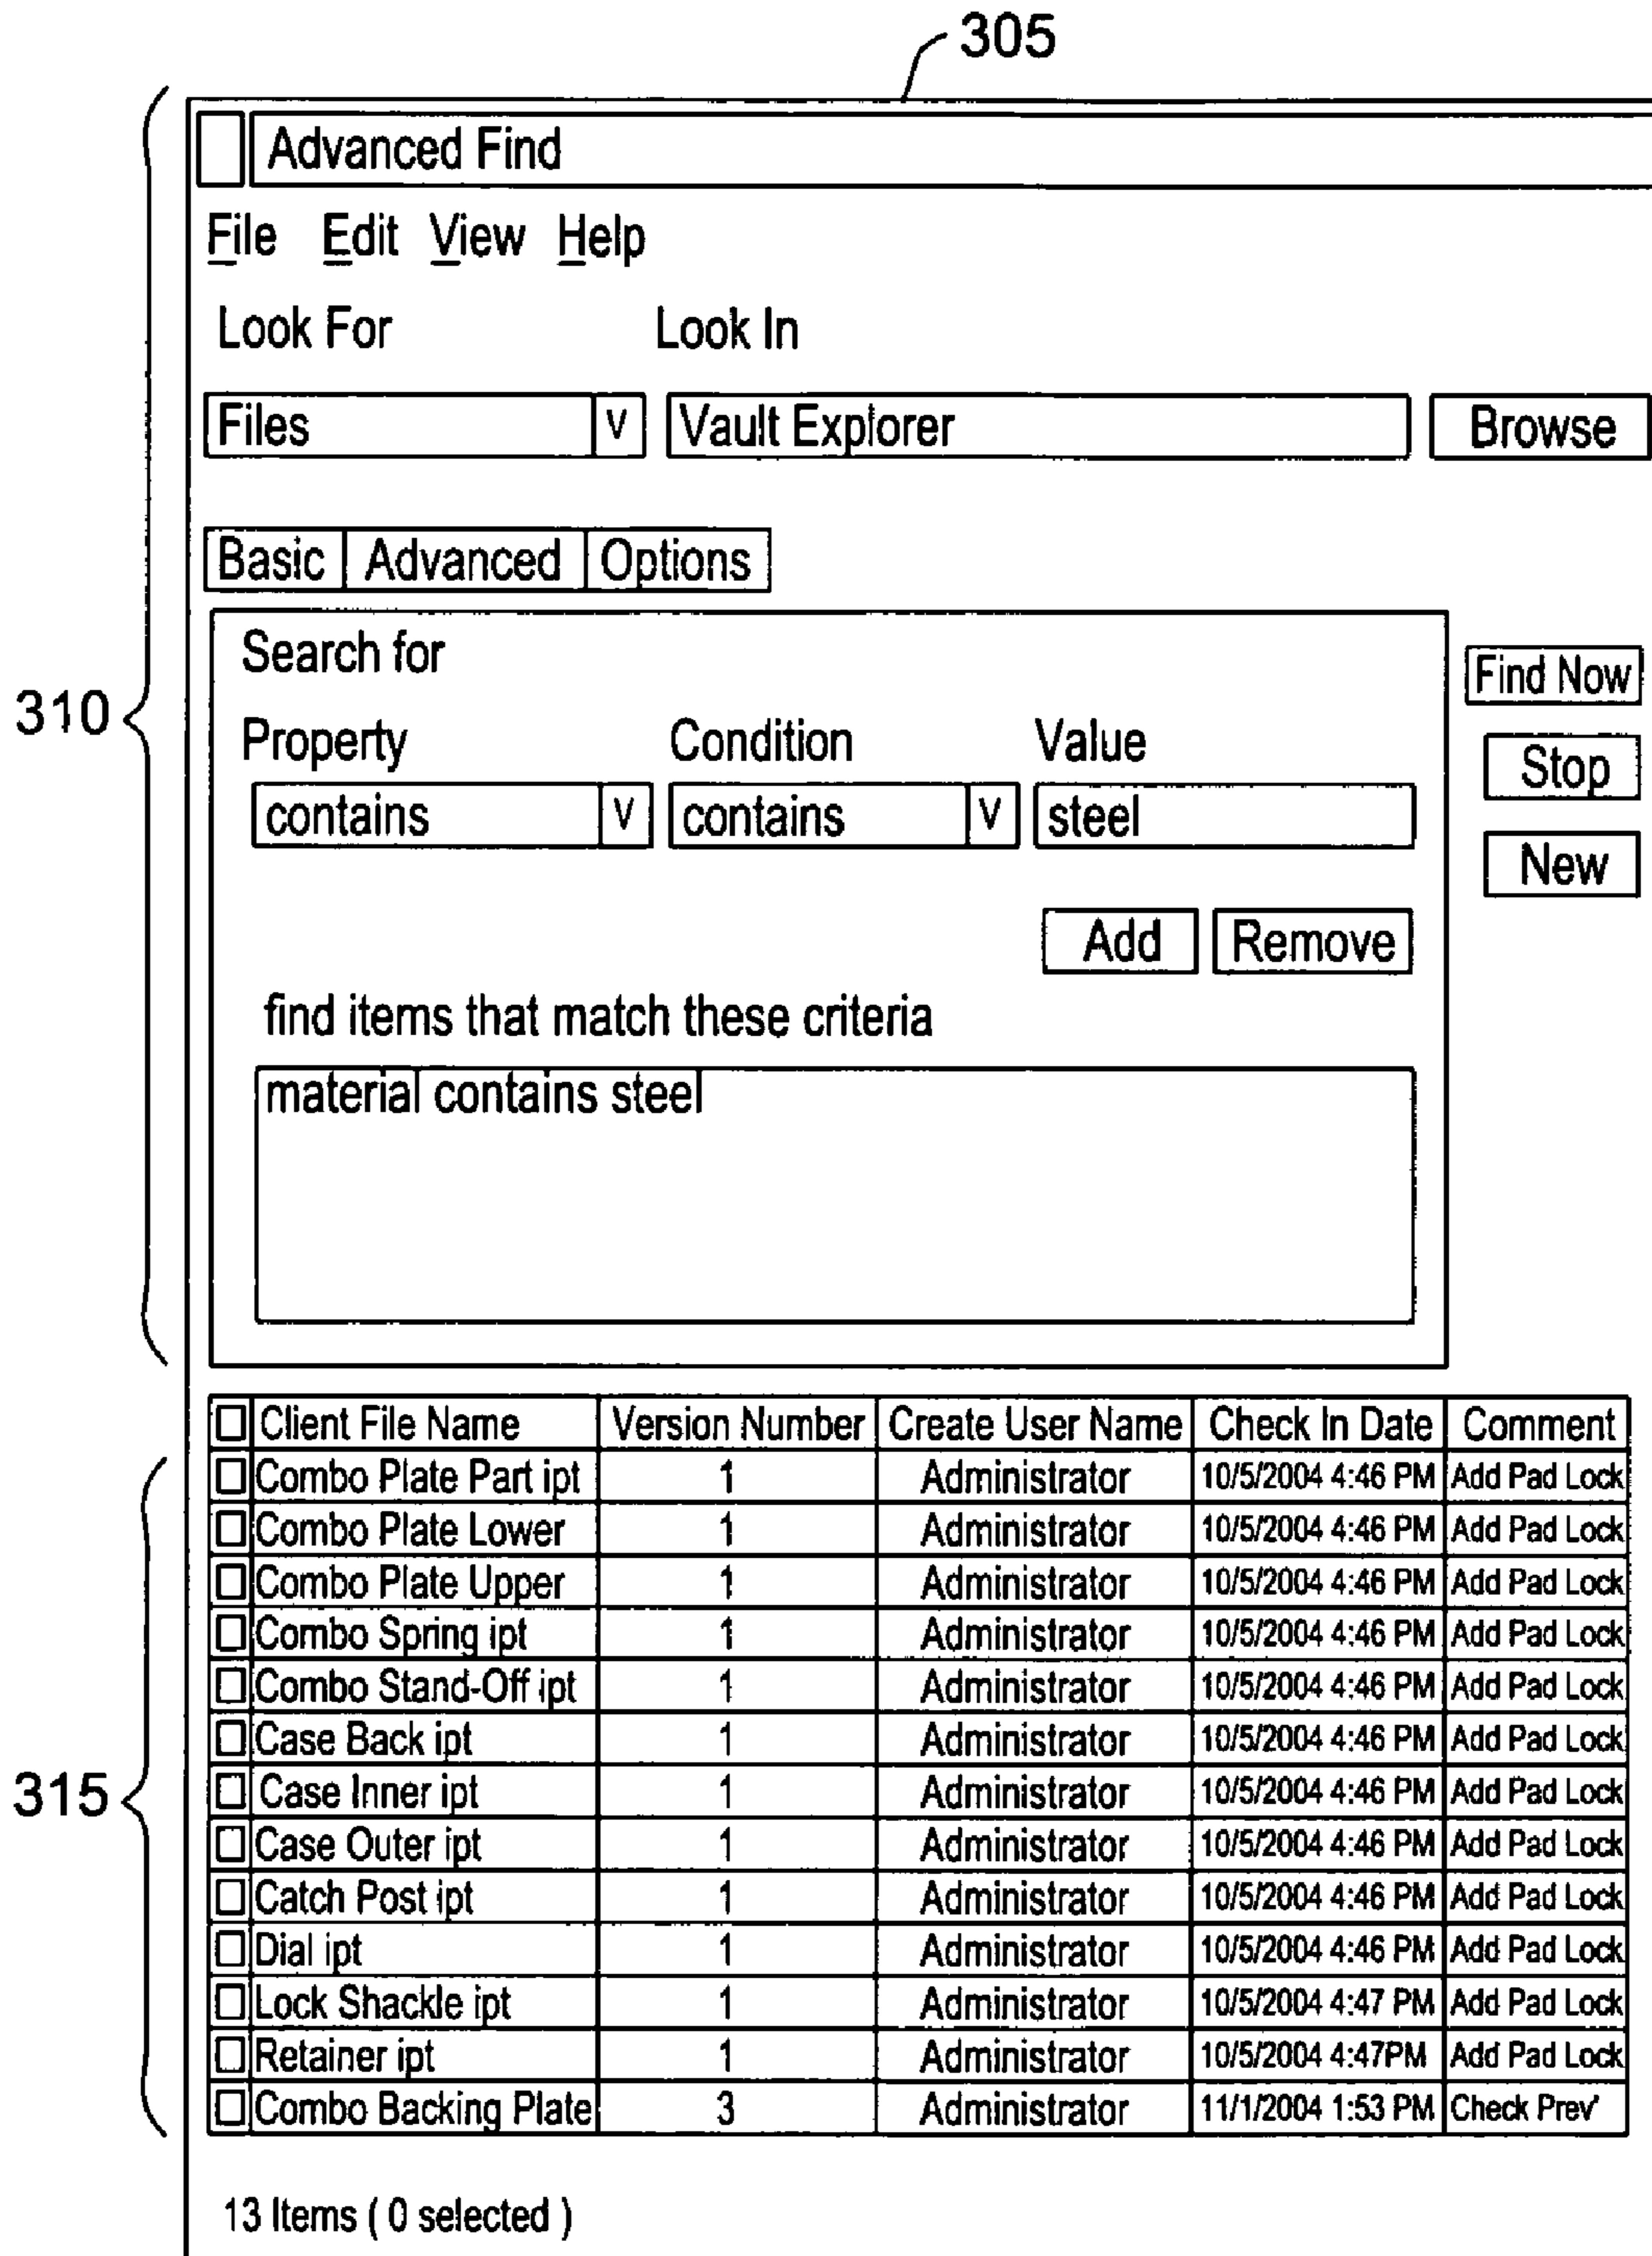 305
Advanced Find
File Edit View Help
Look For Look In
Files V Vault Explorer Browse
Basic Advanced Options
Search for
Find Now
310
Property Condition Value
Stop
contains V contains V steel
New
Add Remove
find items that match these criteria
material contains steel
Client File Name Version Number Create User Name Check In Date Comment
Combo Plate Part ipt 1 Administrator 10/5/2004 4:46 PM Add Pad Lock
Combo Plate Lower 1 Administrator 10/5/2004 4:46 PM Add Pad Lock
Combo Plate Upper 1 Administrator 10/5/2004 4:46 PM Add Pad Lock
Combo Spring ipt 1 Administrator 10/5/2004 4:46 PM Add Pad Lock
Combo Stand-Off ipt 1 Administrator 10/5/2004 4:46 PM Add Pad Lock
Case Back ipt 1 Administrator 10/5/2004 4:46 PM Add Pad Lock
315
Case Inner ipt 1 Administrator 10/5/2004 4:46 PM Add Pad Lock
Case Outer ipt 1 Administrator 10/5/2004 4:46 PM Add Pad Lock
Catch Post ipt 1 Administrator 10/5/2004 4:46 PM Add Pad Lock
Dial ipt 1 Administrator 10/5/2004 4:46 PM Add Pad Lock
Lock Shackle ipt 1 Administrator 10/5/2004 4:47 PM Add Pad Lock
Retainer ipt 1 Administrator 10/5/2004 4:47PM Add Pad Lock
Combo Backing Plate 3 Administrator 11/1/2004 1:53 PM Check Prev'
13 Items ( 0 selected )